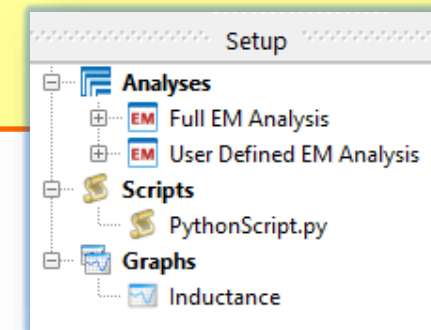 Setup
Analyses
EM Full EM Analysis
EM User Defined EM Analysis
Scripts
PythonScript.py
Graphs
Inductance